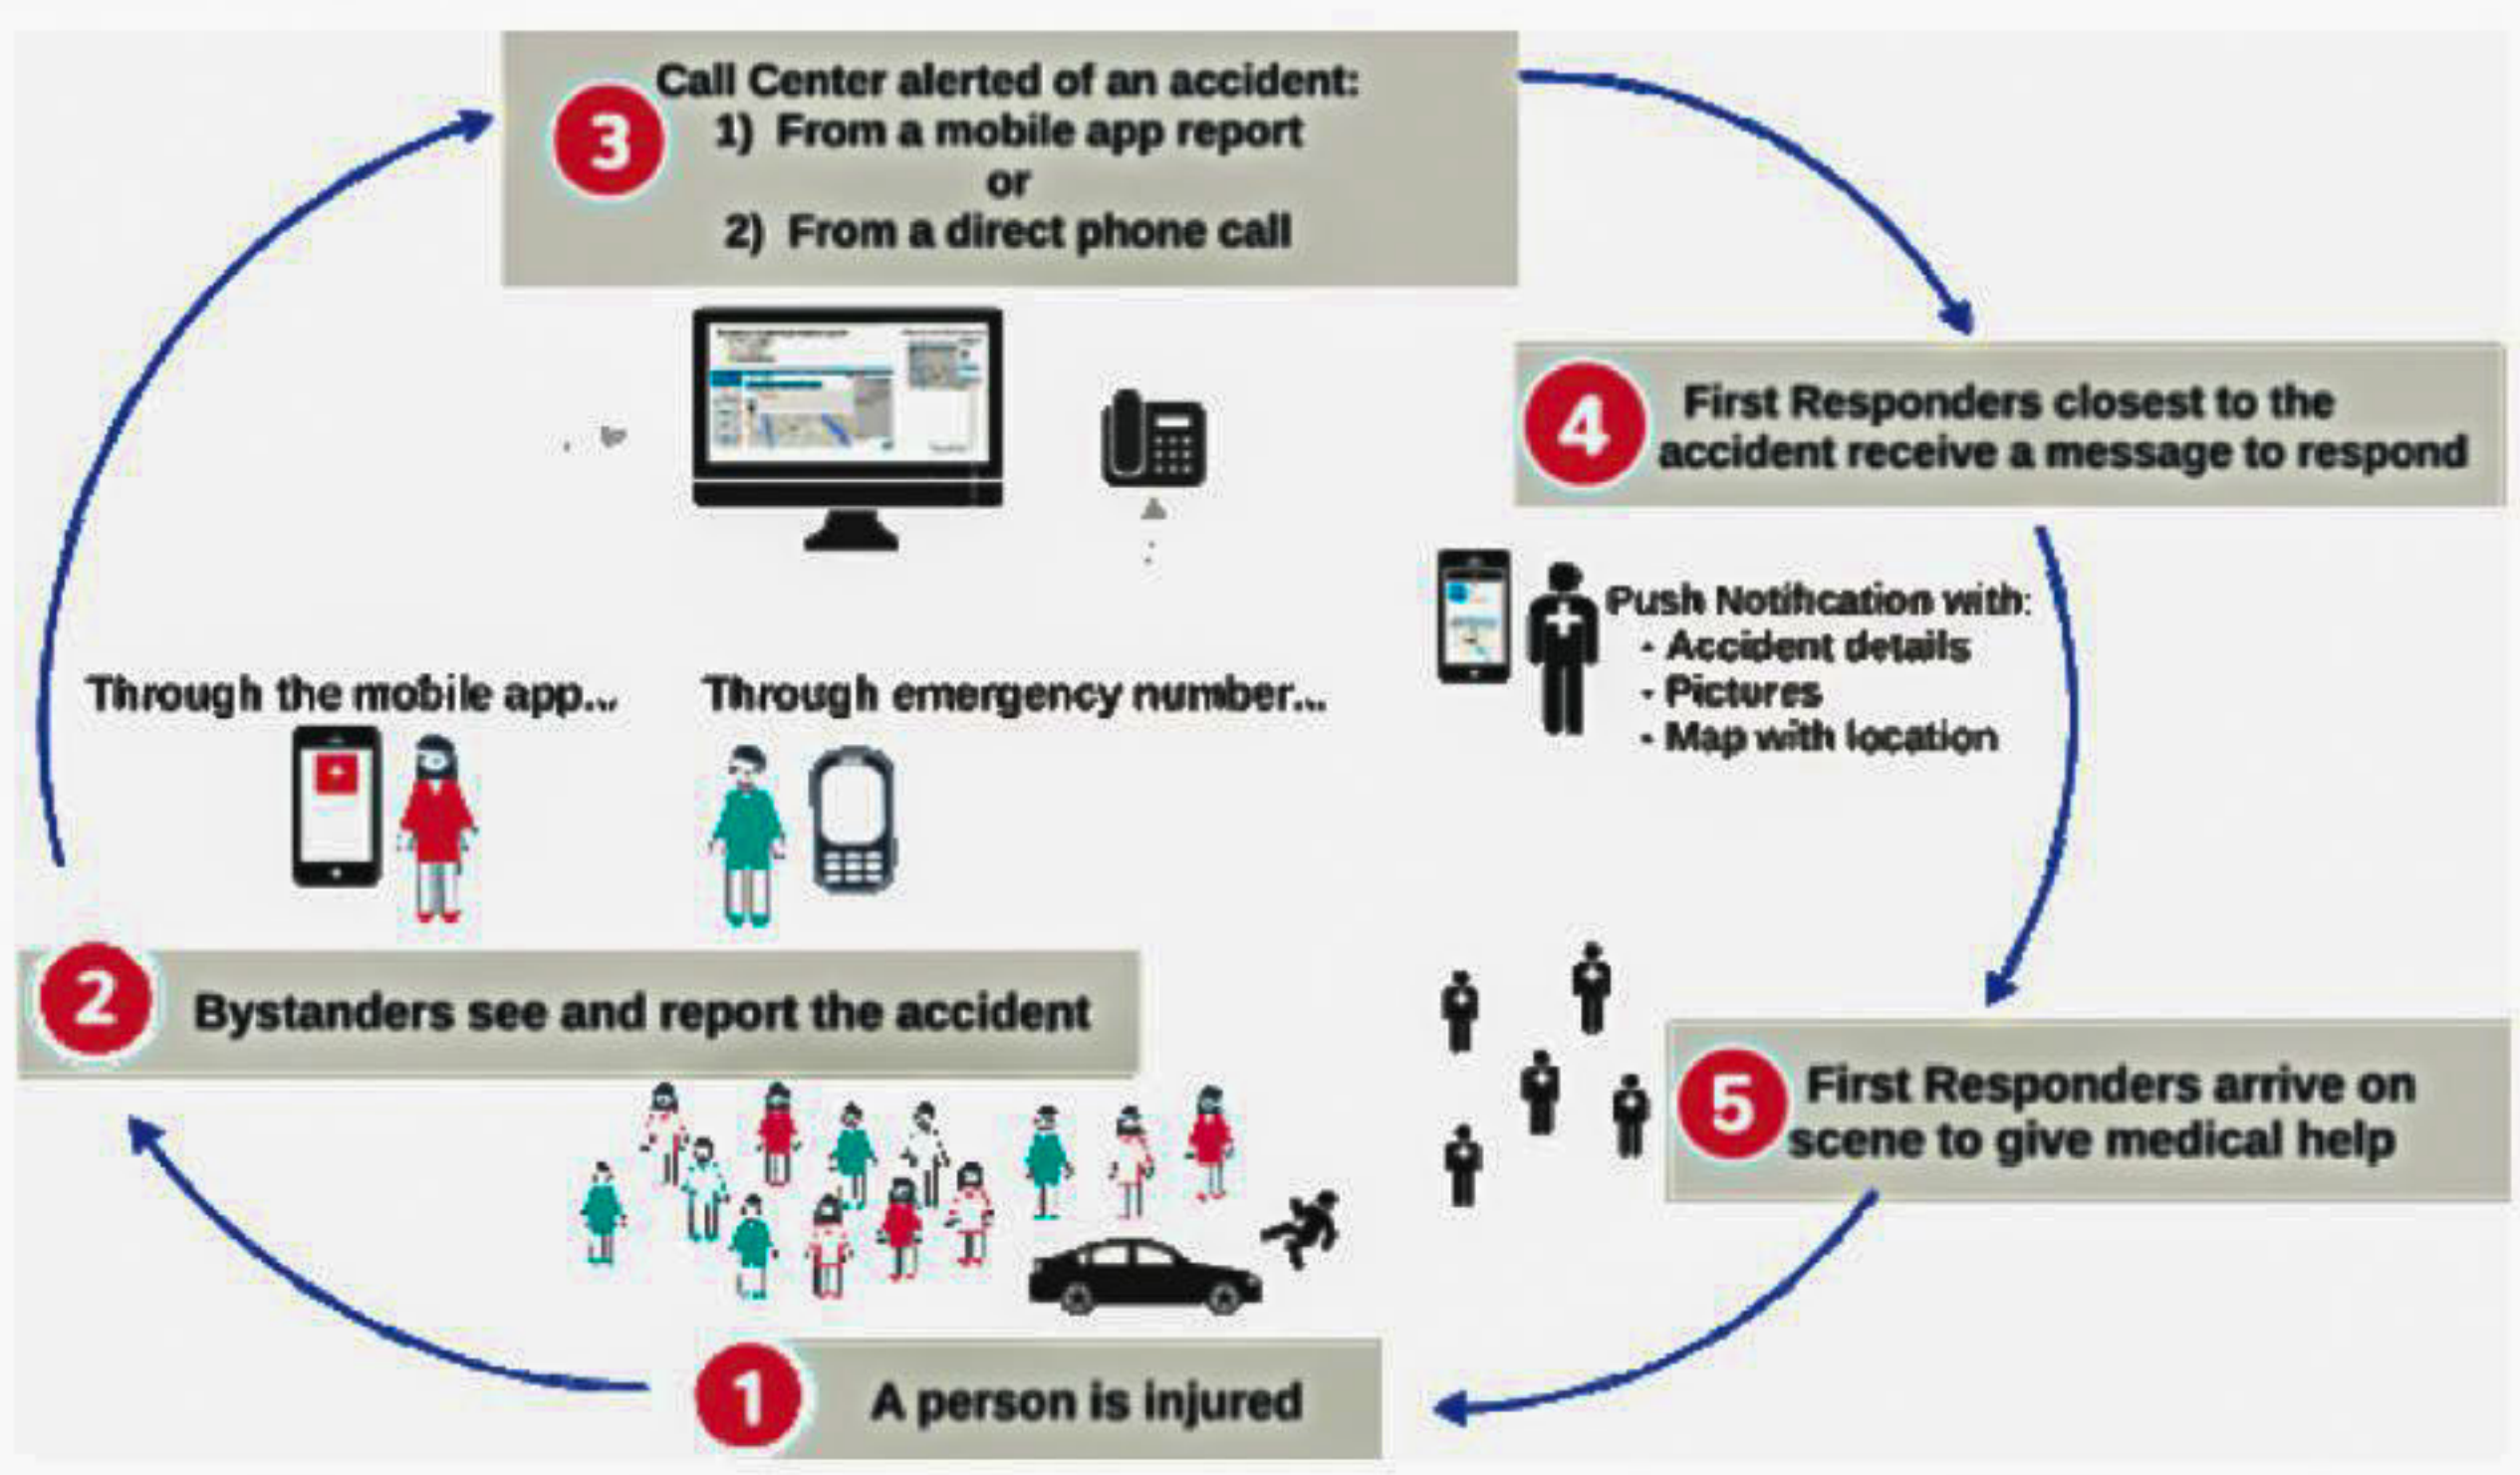 3
Call Center alerted of an accident:
1) From a mobile app report
or
2) From a direct phone call
4
First Responders closest to the
accident receive a message to respond
Push Notification with:
- Accident details
- Pictures
- Map with location
Through the mobile app...
Through emergency number...
2
Bystanders see and report the accident
5
First Responders arrive on
scene to give medical help
1
A person is injured